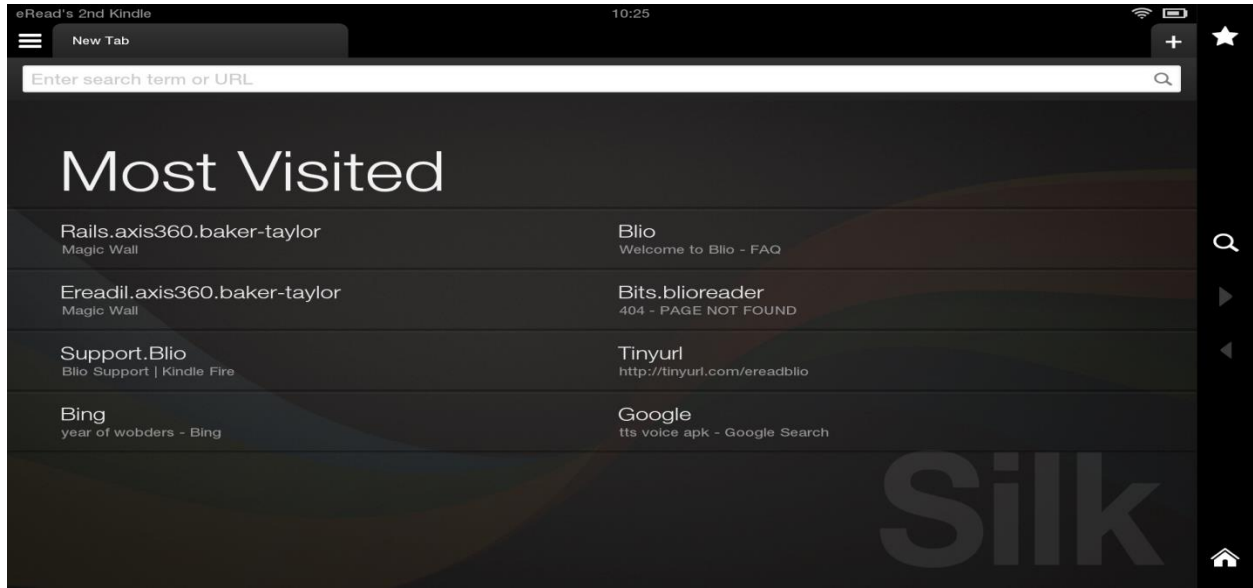 eRead's 2nd Kindle 10:25
New Tab
Enter search term or URL
Most Visited
Rails.axis360.baker-taylor
Magic Wall
Blio
Welcome to Blio - FAQ
Ereadil.axis360.baker-taylor
Magic Wall
Bits.blioreader
404 - PAGE NOT FOUND
Support.Blio
Blio Support | Kindle Fire
Tinyurl
http://tinyurl.com/ereadblio
Bing
year of wobders - Bing
Google
tts voice apk - Google Search
Silk